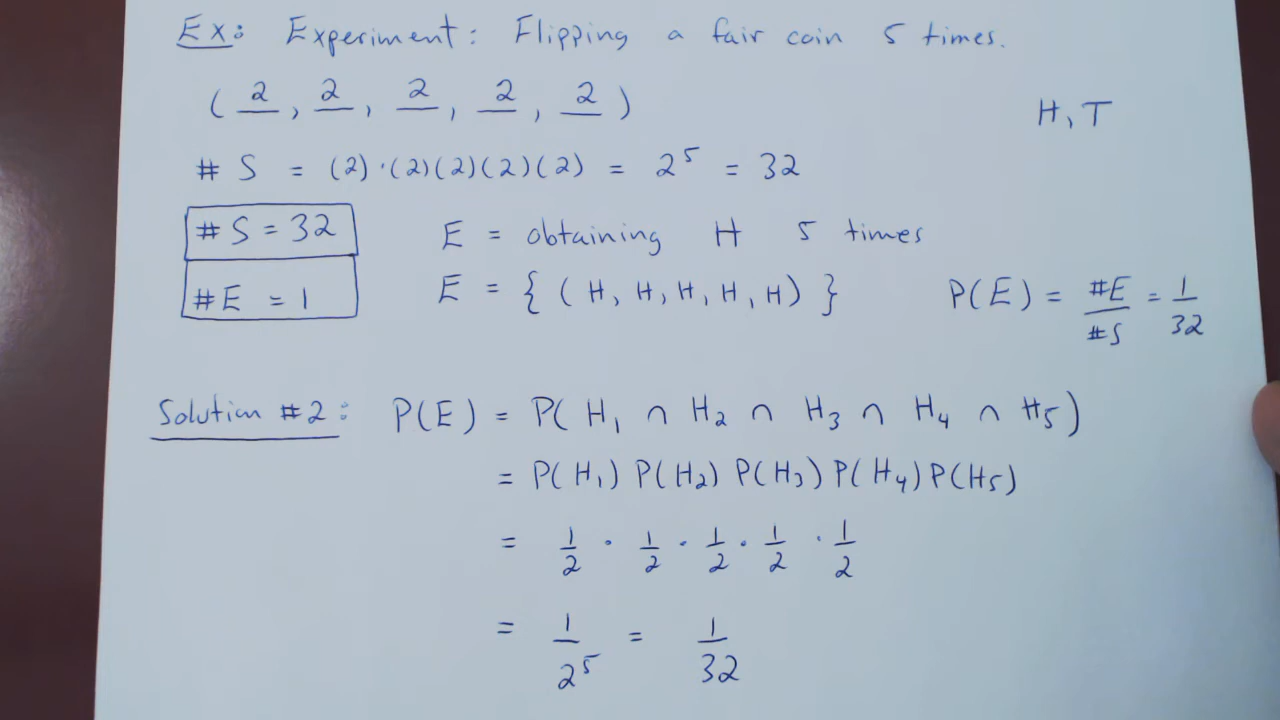 Ex: Experiment: Flipping a fair coin 5 times.
( 2 , 2 , 2 , 2 , 2 )
H, T
# S = (2)·(2)(2)(2)(2) = 2^5 = 32
# S = 32
E = obtaining H 5 times
# E = 1
E = { (H, H, H, H, H) }
P(E) = #E/#S = 1/32
Solution #2: P(E) = P( H₁ ∩ H₂ ∩ H₃ ∩ H₄ ∩ H₅ )
= P(H₁) P(H₂) P(H₃) P(H₄) P(H₅)
= 1/2 · 1/2 · 1/2 · 1/2 · 1/2
= 1/2^5 = 1/32